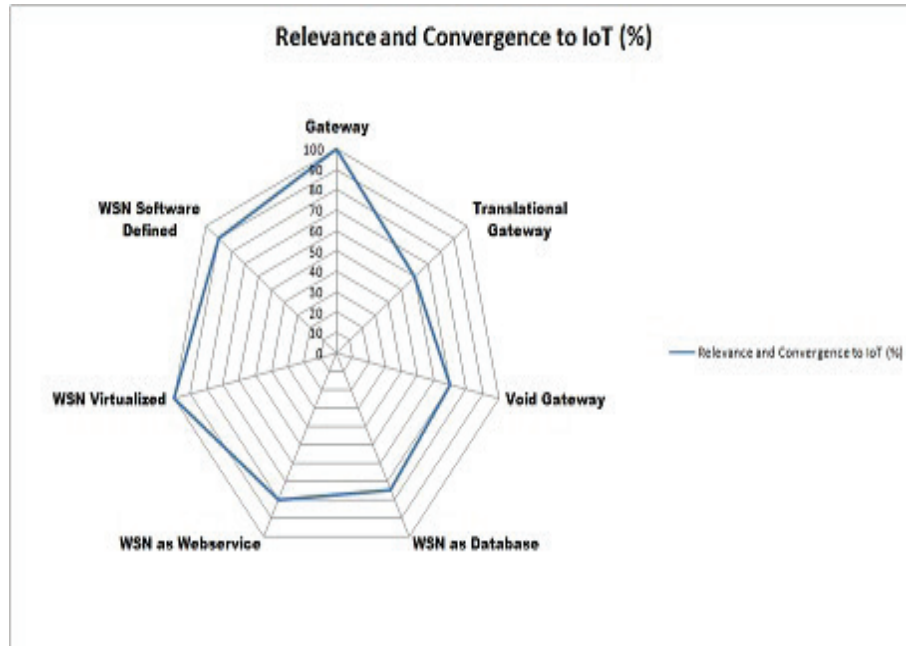 Relevance and Convergence to IoT (%)
Gateway
100
90
80
70
60
50
40
30
20
10
0
WSN Software
Defined
Translational
Gateway
WSN Virtualized
Void Gateway
WSN as Webservice
WSN as Database
Relevance and Convergence to IoT (%)